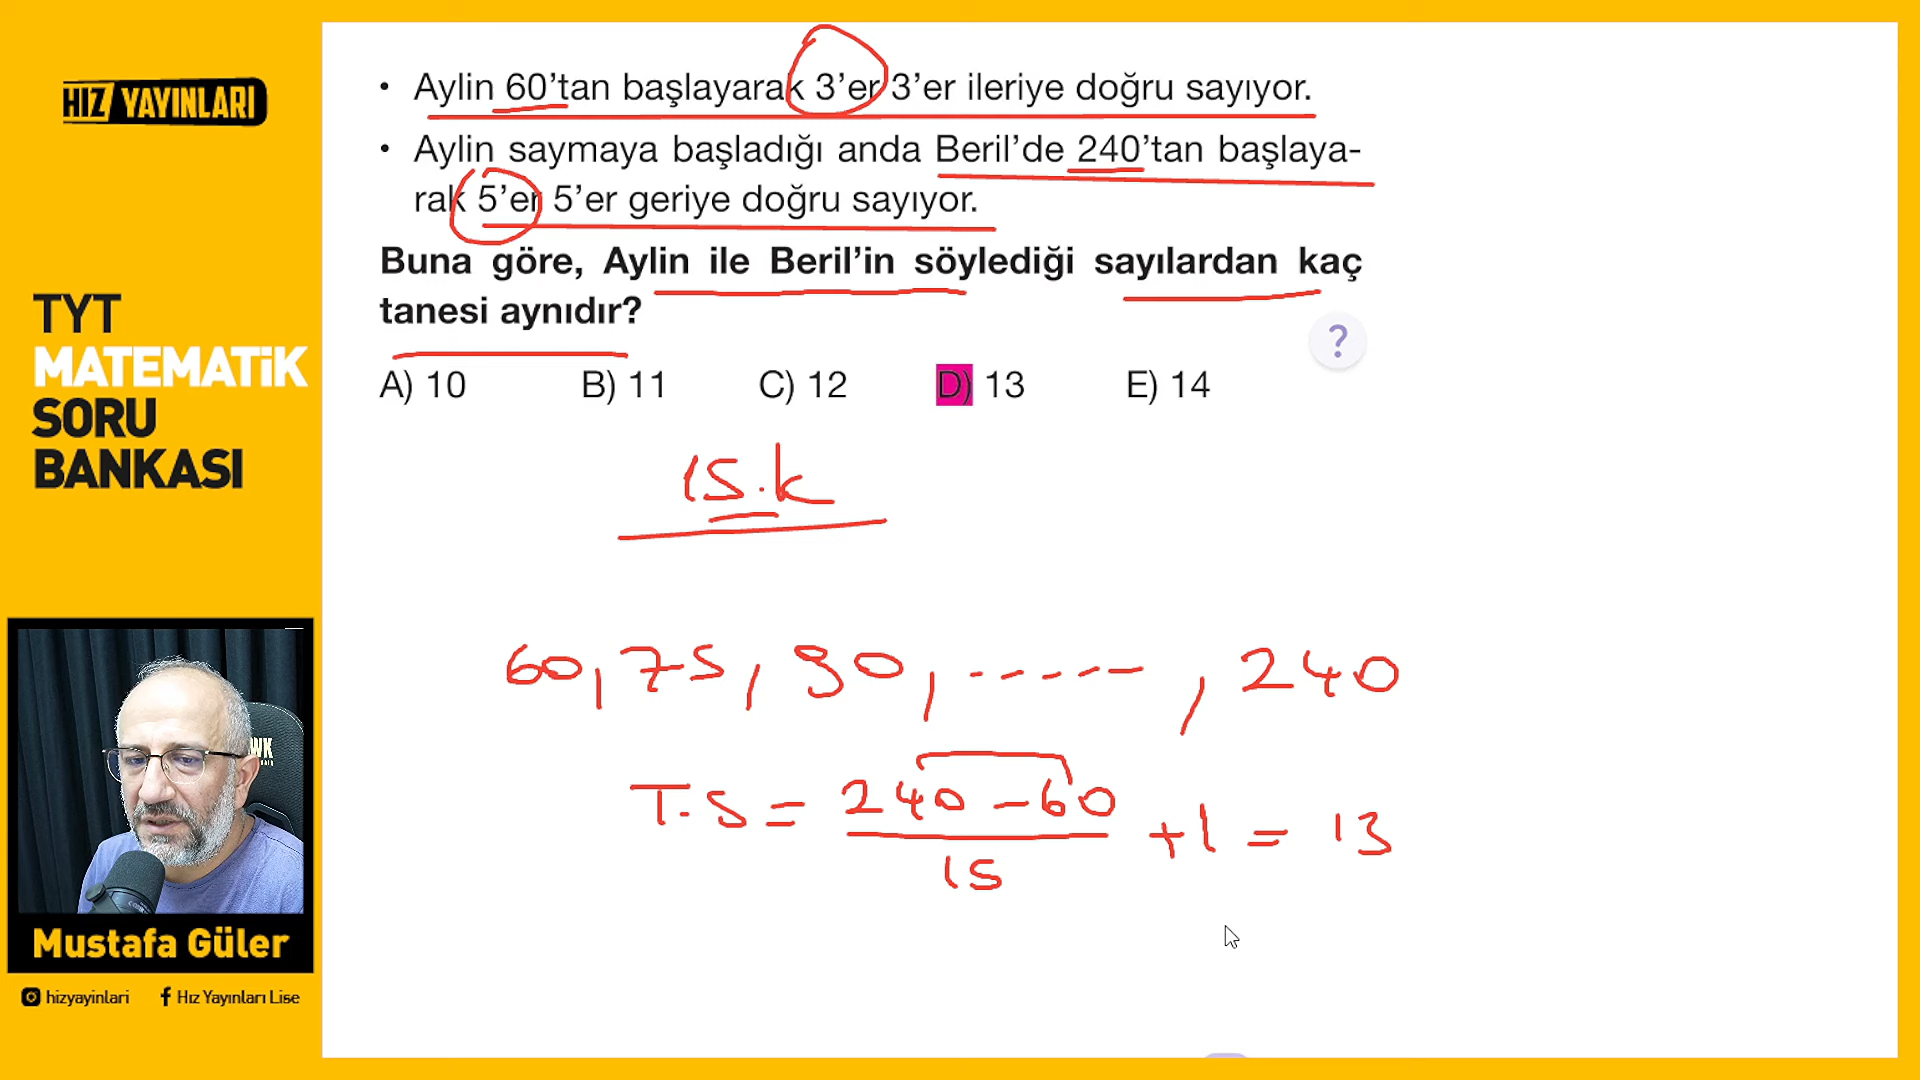 HIZ YAYINLARI
TYT
MATEMATİK
SORU
BANKASI
• Aylin 60’tan başlayarak 3’er 3’er ileriye doğru sayıyor.
• Aylin saymaya başladığı anda Beril’de 240’tan başlaya-
rak 5’er 5’er geriye doğru sayıyor.
Buna göre, Aylin ile Beril’in söylediği sayılardan kaç
tanesi aynıdır?
?
A) 10 B) 11 C) 12 D) 13 E) 14
15.k
60, 75, 90, ------, 240
T.S = 240 - 60
15
+1 = 13
Mustafa Güler
hizyayinlari Hız Yayınları Lise